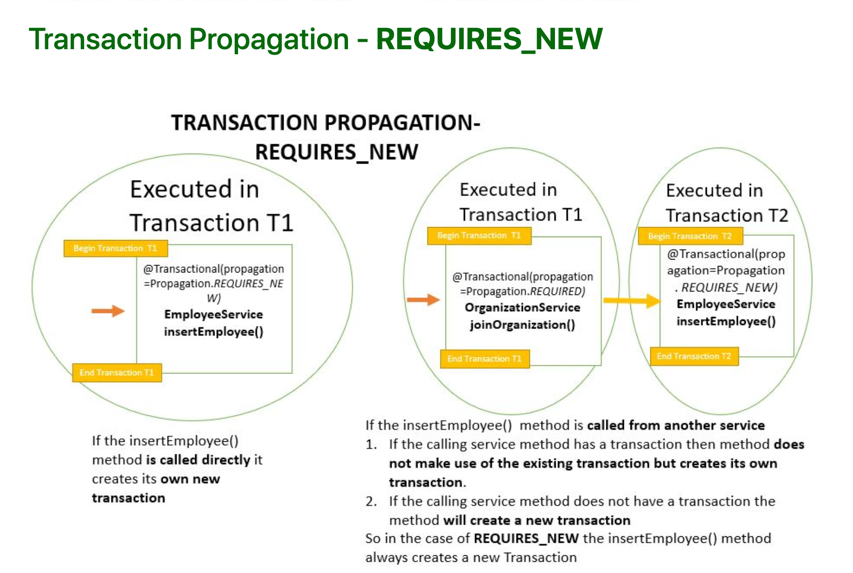 Transaction Propagation - REQUIRES_NEW
TRANSACTION PROPAGATION-
REQUIRES_NEW
Executed in
Transaction T1
Begin Transaction T1
@Transactional(propagation
=Propagation.REQUIRES_NE
W)
EmployeeService
insertEmployee()
End Transaction T1
If the insertEmployee()
method is called directly it
creates its own new
transaction
Executed in
Transaction T1
Begin Transaction T1
@Transactional(propagation
=Propagation.REQUIRED)
OrganizationService
joinOrganization()
End Transaction T1
Executed in
Transaction T2
Begin Transaction T2
@Transactional(prop
agation=Propagation
. REQUIRES_NEW)
EmployeeService
insertEmployee()
End Transaction T2
If the insertEmployee() method is called from another service
1. If the calling service method has a transaction then method does
not make use of the existing transaction but creates its own
transaction.
2. If the calling service method does not have a transaction the
method will create a new transaction
So in the case of REQUIRES_NEW the insertEmployee() method
always creates a new Transaction